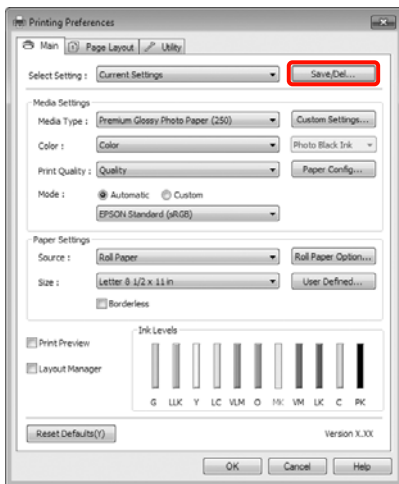 Printing Preferences
Main Page Layout Utility
Select Setting : Current Settings Save/Del...
Media Settings
Media Type : Premium Glossy Photo Paper (250) Custom Settings...
Color : Color Photo Black Ink
Print Quality : Quality Paper Config...
Mode : Automatic Custom
EPSON Standard (sRGB)
Paper Settings
Source : Roll Paper Roll Paper Option...
Size : Letter 8 1/2 x 11 in User Defined...
Borderless
Ink Levels
Print Preview
Layout Manager
G LLK Y LC VLM O MK VM LK C PK
Reset Defaults(Y) Version X.XX
OK Cancel Help